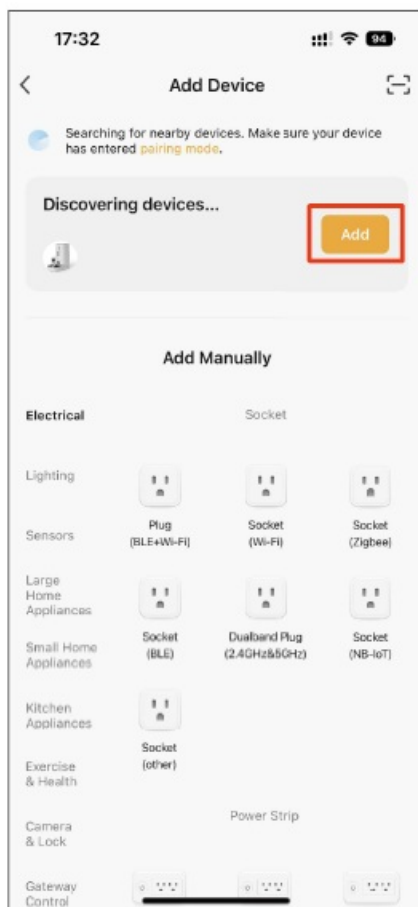 17:32
94
Add Device
Searching for nearby devices. Make sure your device
has entered pairing mode.
Discovering devices...
Add
Add Manually
Electrical
Socket
Lighting
Plug
(BLE+Wi-Fi)
Socket
(Wi-Fi)
Socket
(Zigbee)
Sensors
Large
Home
Appliances
Socket
(BLE)
Dualband Plug
(2.4GHz&5GHz)
Socket
(NB-IoT)
Small Home
Appliances
Kitchen
Appliances
Socket
(other)
Exercise
& Health
Power Strip
Camera
& Lock
Gateway
Control